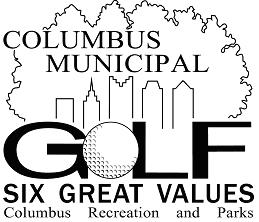 COLUMBUS
MUNICIPAL
GOLF
SIX GREAT VALUES
Columbus Recreation and Parks